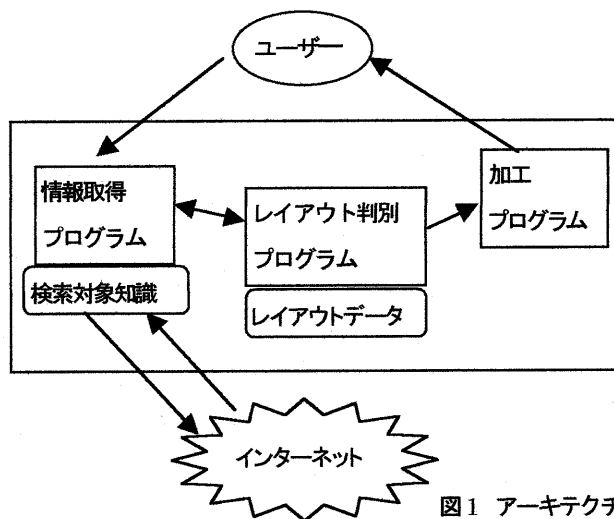 ユーザー
情報取得
プログラム
検索対象知識
レイアウト判別
プログラム
レイアウトデータ
加工
プログラム
インターネット
図1 アーキテクチ